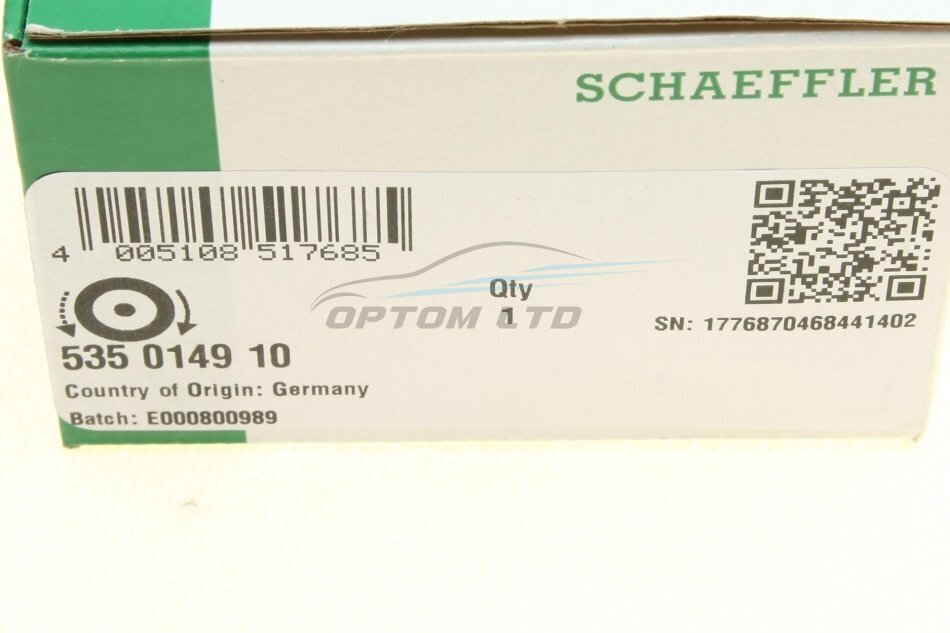 SCHAEFFLER
4 005108 517685
Qty
1
OPTOM LTD
SN: 1776870468441402
535 0149 10
Country of Origin: Germany
Batch: E000800989